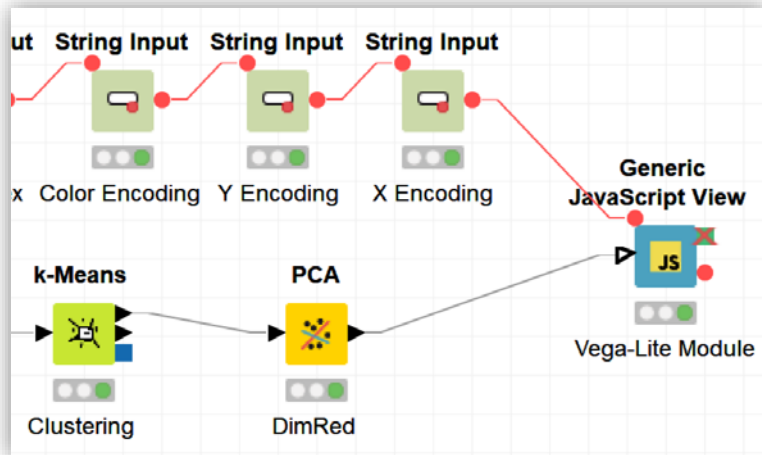 ut String Input String Input String Input
x Color Encoding Y Encoding X Encoding
Generic
JavaScript View
JS
Vega-Lite Module
k-Means PCA
Clustering DimRed